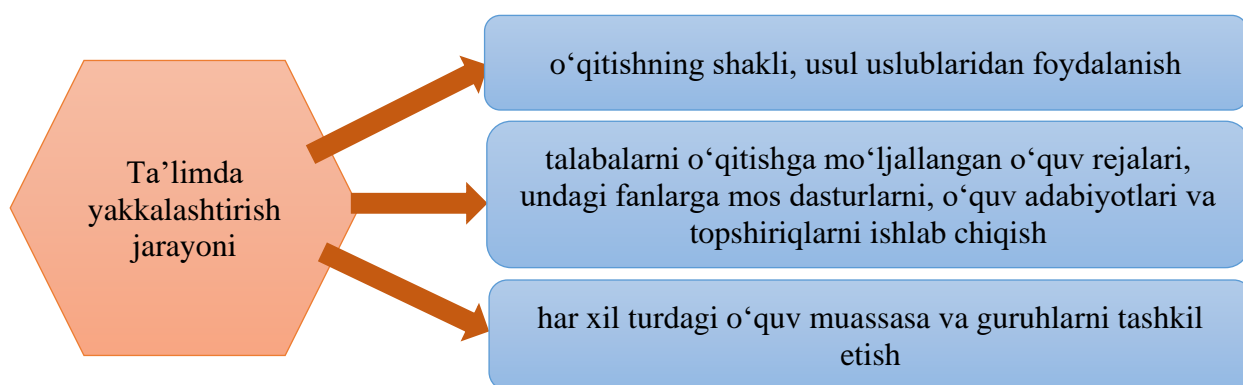 Ta’limda
yakkalashtirish
jarayoni
o‘qitishning shakli, usul uslublaridan foydalanish
talabalarni o‘qitishga mo‘ljallangan o‘quv rejalari,
undagi fanlarga mos dasturlarni, o‘quv adabiyotlari va
topshiriqlarni ishlab chiqish
har xil turdagi o‘quv muassasa va guruhlarni tashkil
etish